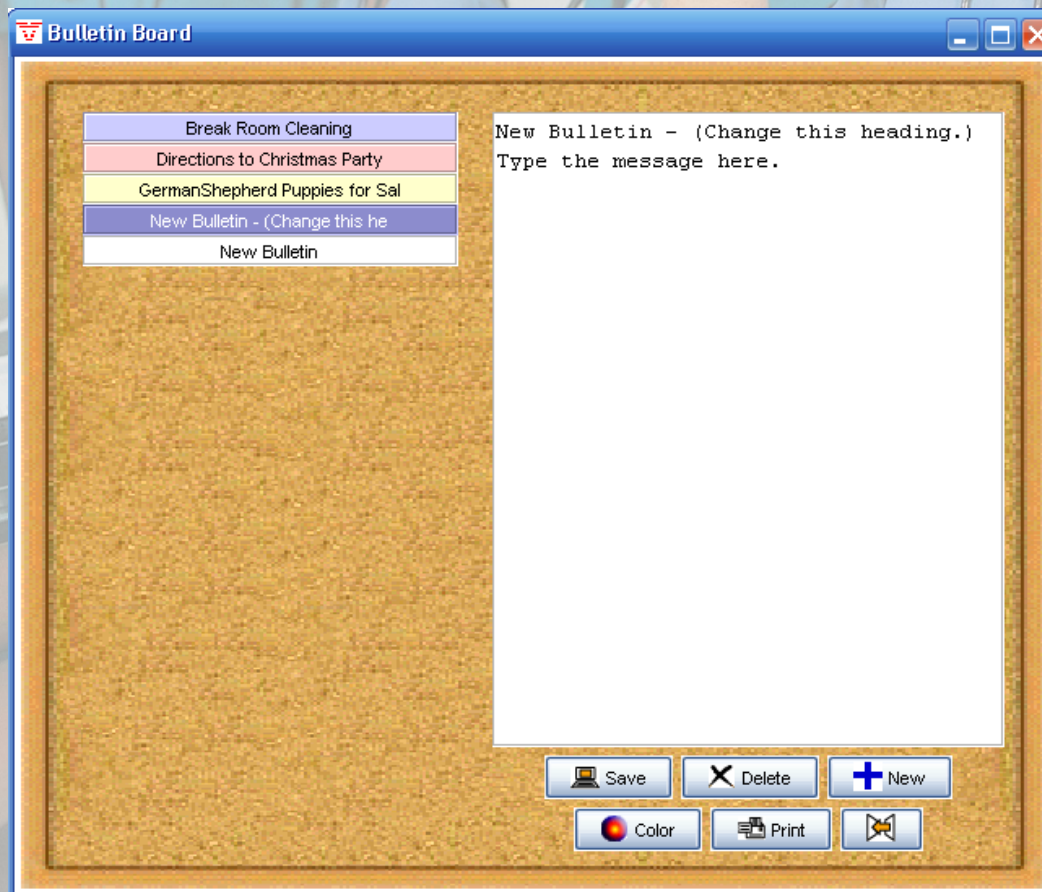 Bulletin Board
Break Room Cleaning
Directions to Christmas Party
GermanShepherd Puppies for Sal
New Bulletin - (Change this he
New Bulletin
New Bulletin - (Change this heading.)
Type the message here.
Save
Delete
New
Color
Print